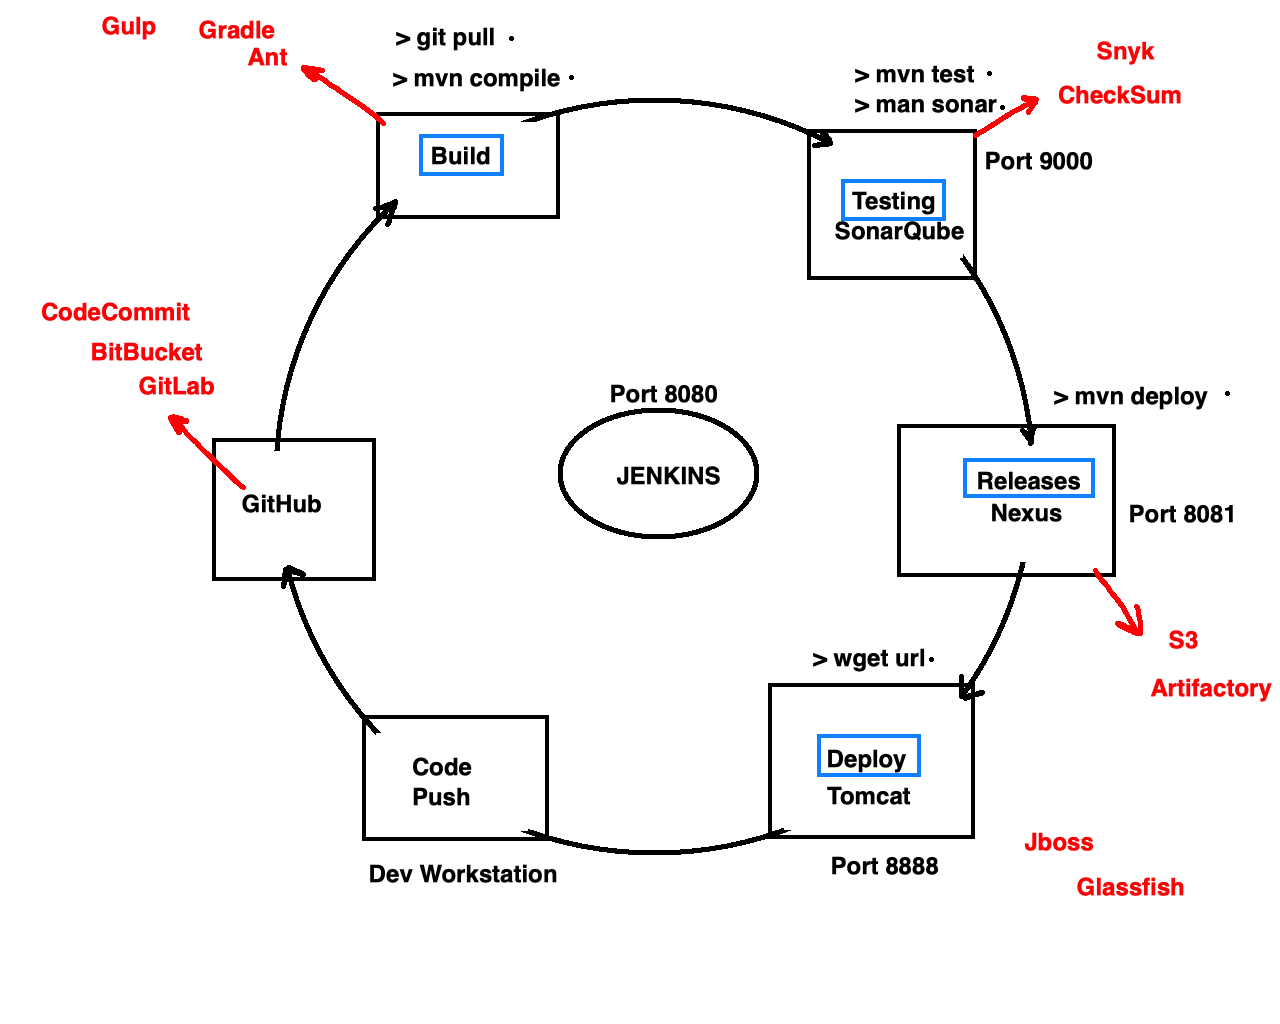 Gulp
Gradle
Ant
> git pull
> mvn compile
Build
> mvn test
> man sonar
Snyk
CheckSum
Port 9000
Testing
SonarQube
CodeCommit
BitBucket
GitLab
GitHub
Port 8080
JENKINS
> mvn deploy
Releases
Nexus
Port 8081
S3
Artifactory
> wget url
Deploy
Tomcat
Port 8888
Jboss
Glassfish
Code
Push
Dev Workstation